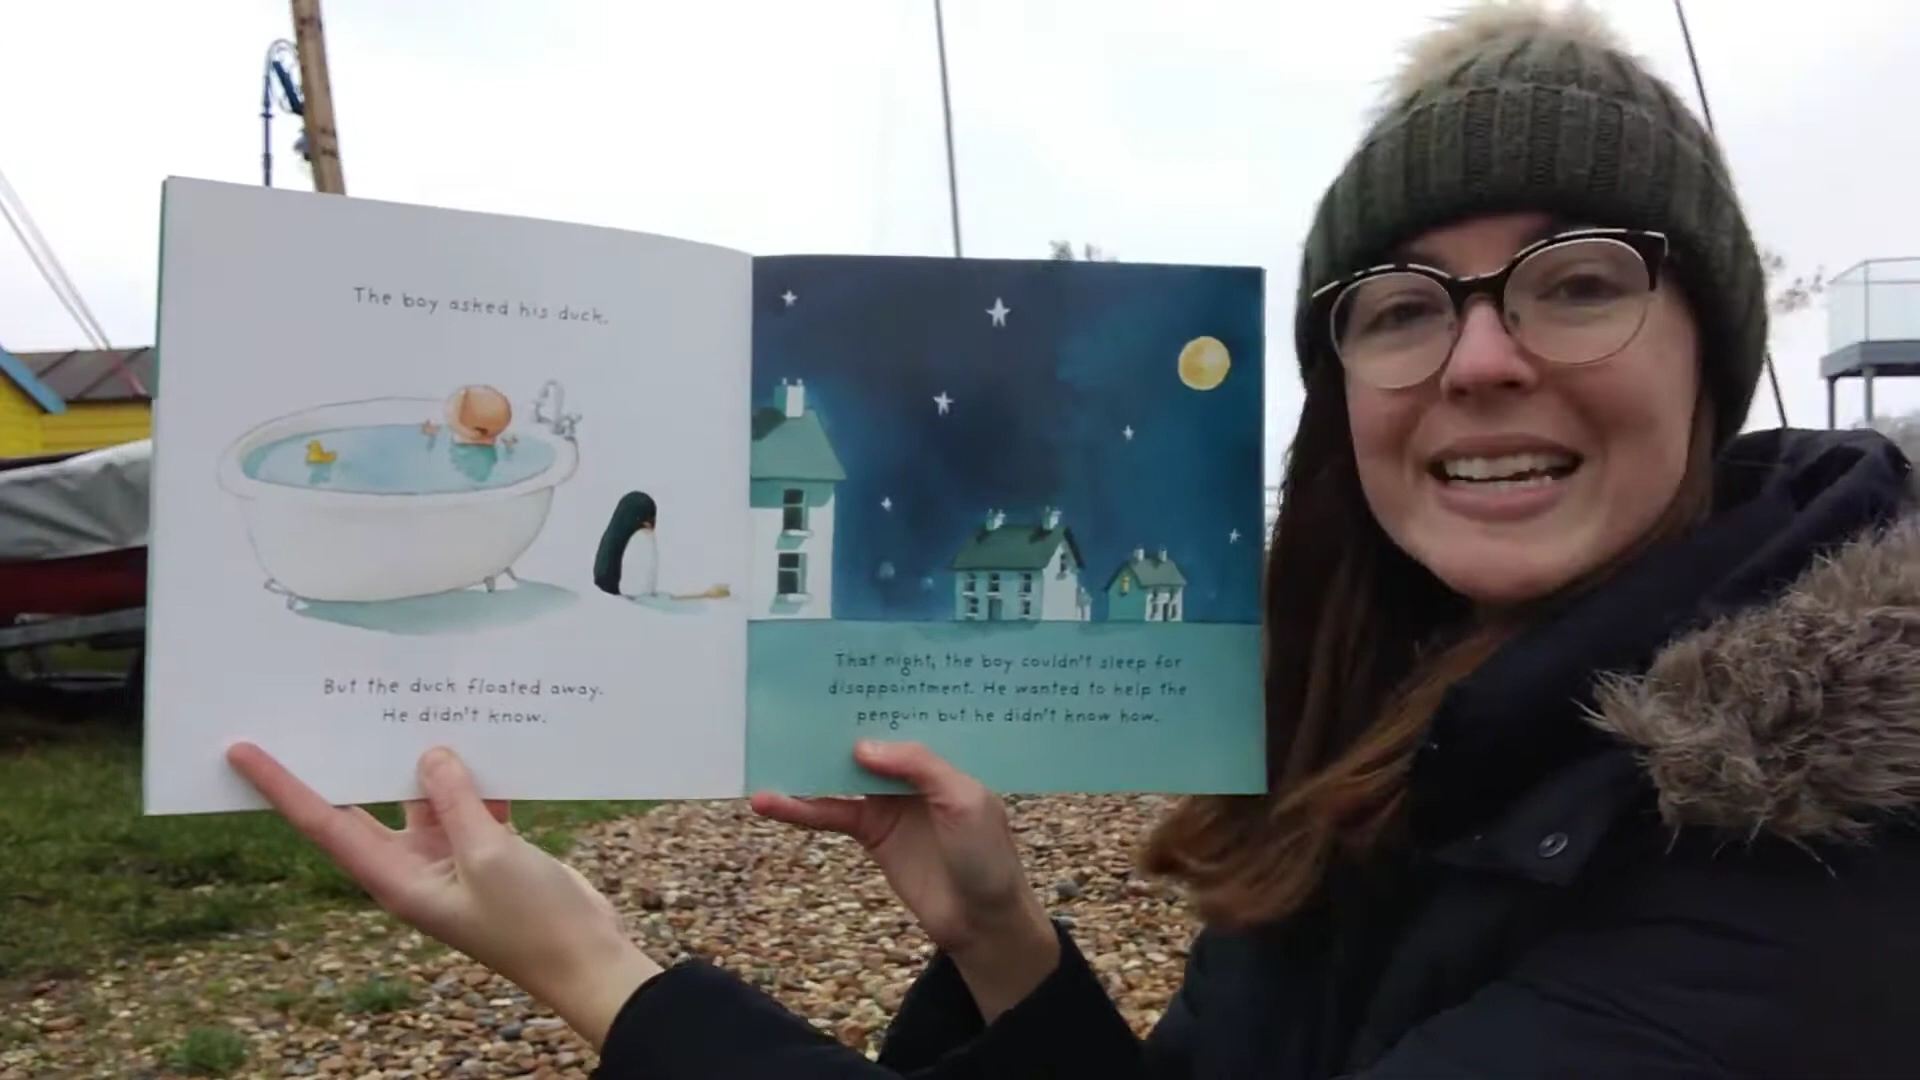 The boy asked his duck.
But the duck floated away.
He didn't know.
That night, the boy couldn't sleep for
disappointment. He wanted to help the
penguin but he didn't know how.